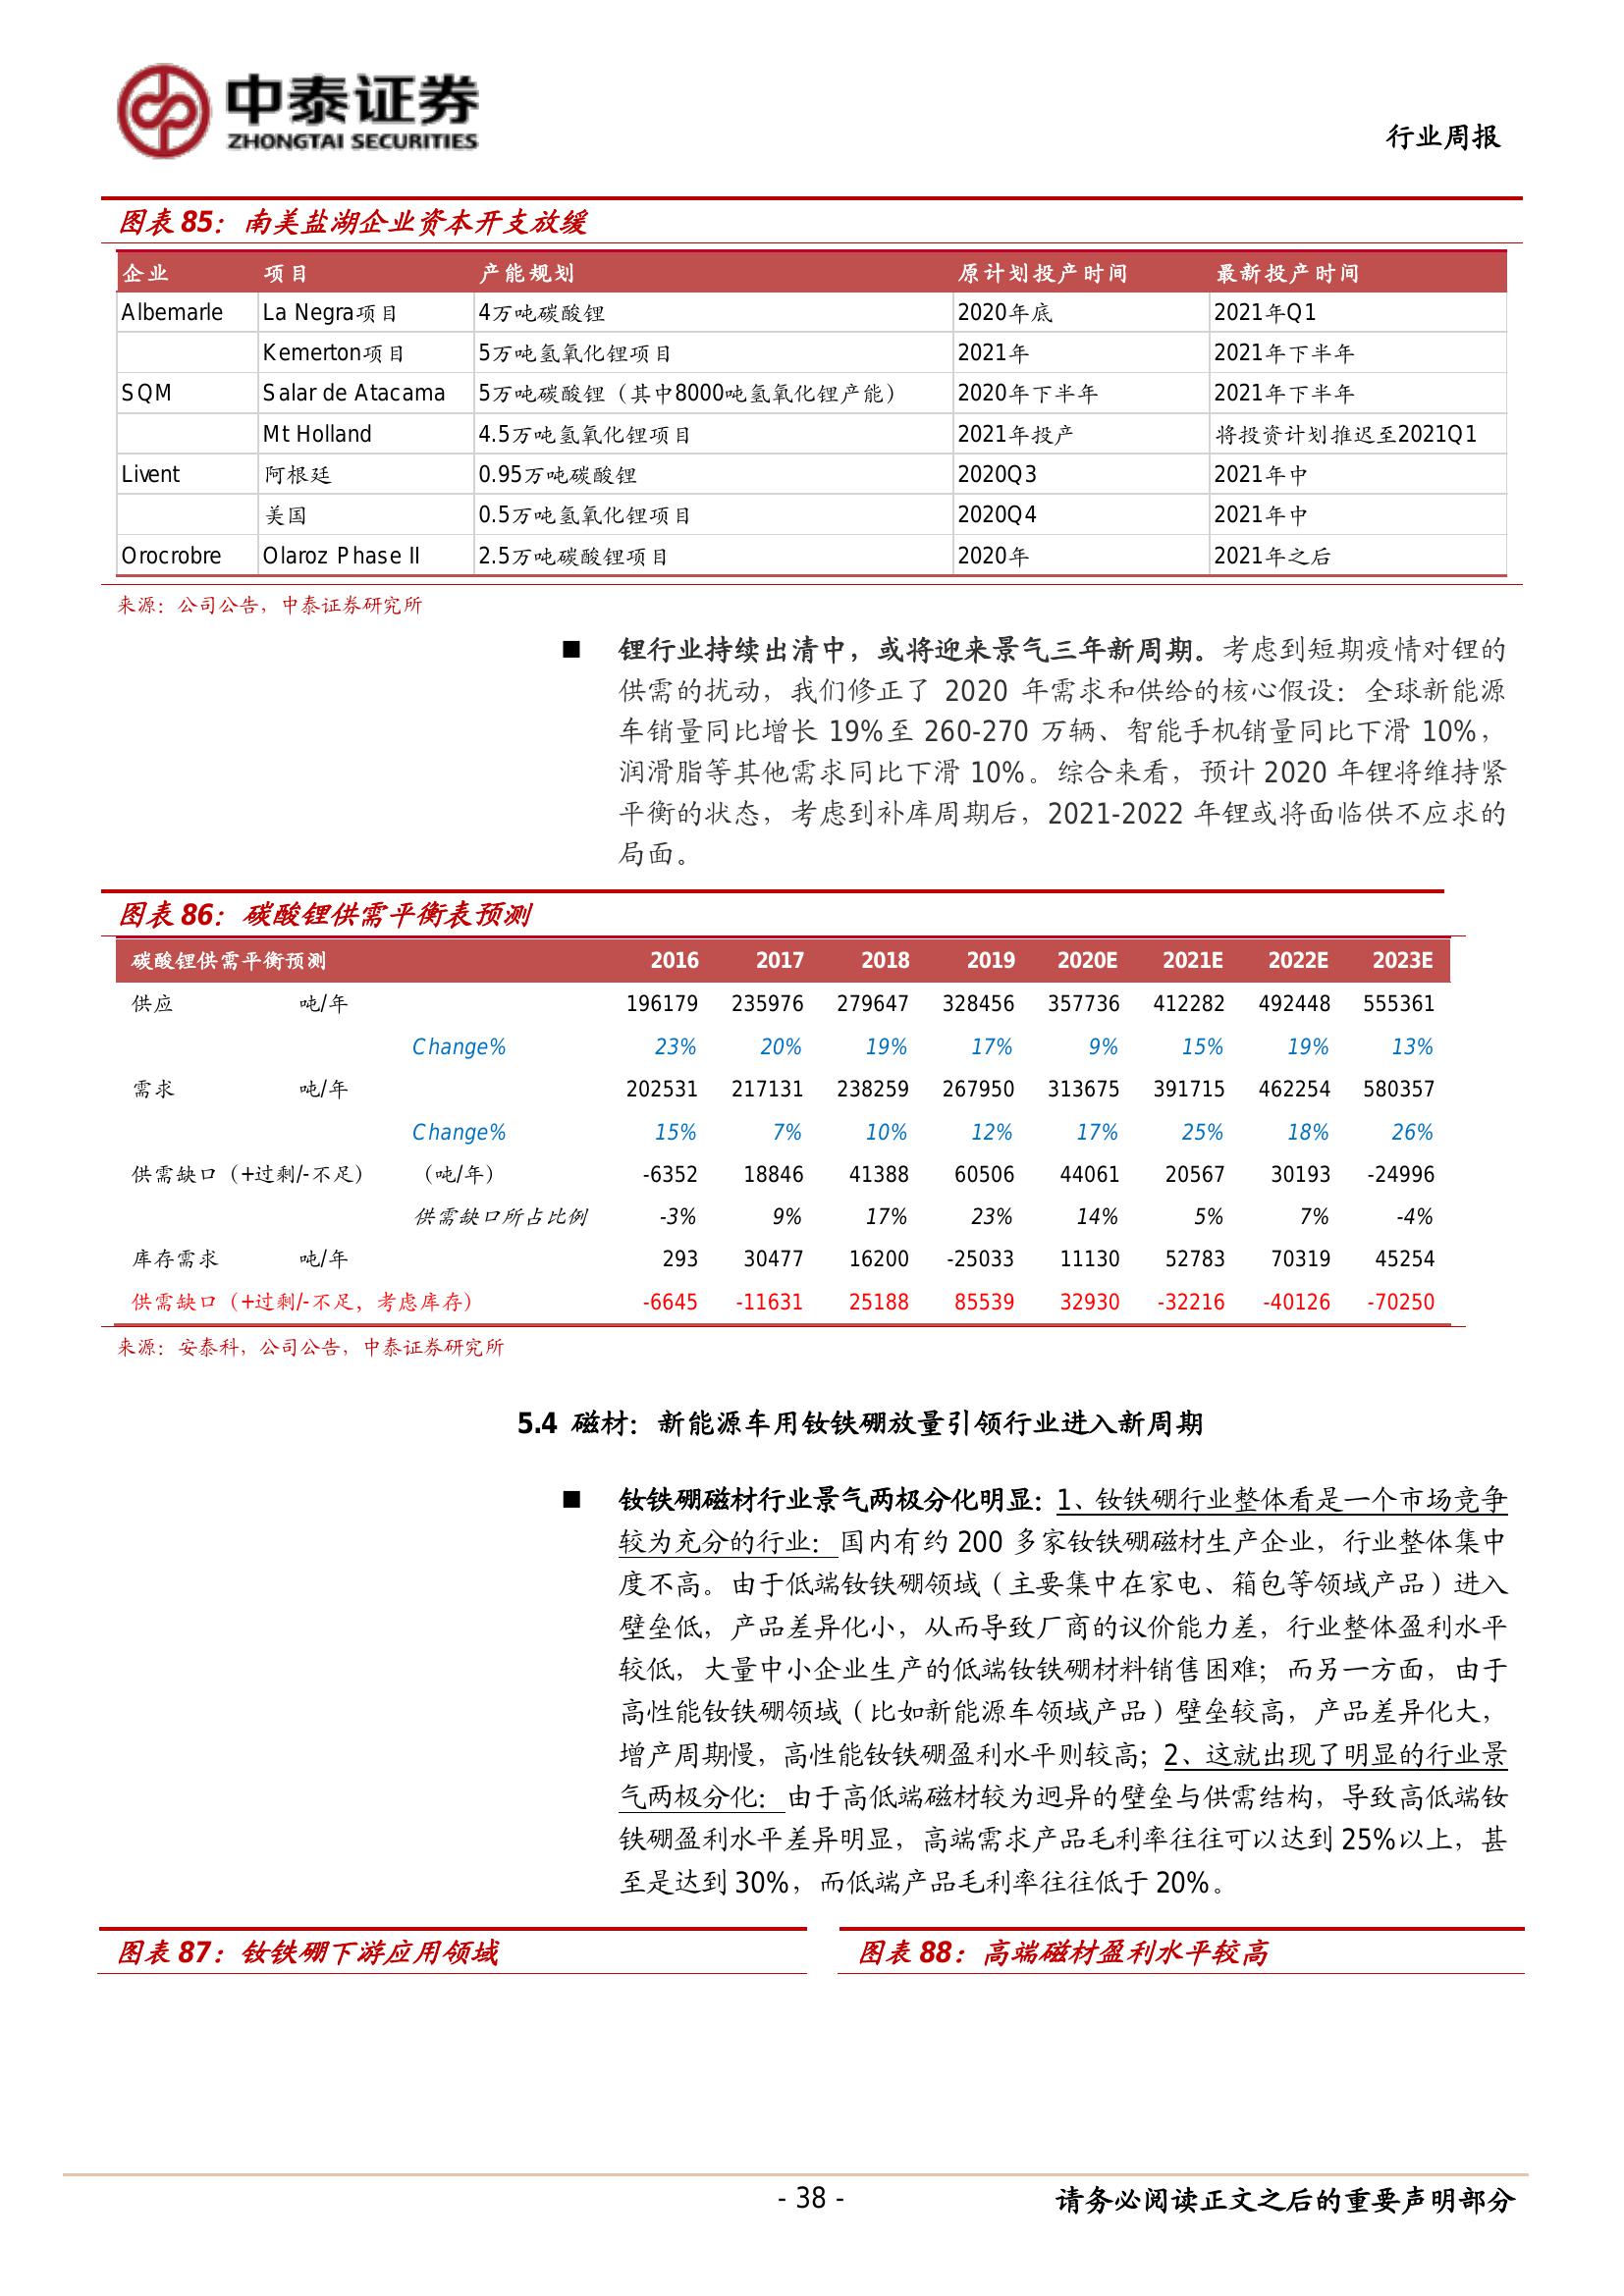 中泰证券
ZHONGTAI SECURITIES
行业周报
图表 85：南美盐湖企业资本开支放缓
企业 项目 产能规划 原计划投产时间 最新投产时间
Albemarle La Negra项目 4万吨碳酸锂 2020年底 2021年Q1
Kemerton项目 5万吨氢氧化锂项目 2021年 2021年下半年
SQM Salar de Atacama 5万吨碳酸锂（其中8000吨氢氧化锂产能） 2020年下半年 2021年下半年
Mt Holland 4.5万吨氢氧化锂项目 2021年投产 将投资计划推迟至2021Q1
Livent 阿根廷 0.95万吨碳酸锂 2020Q3 2021年中
美国 0.5万吨氢氧化锂项目 2020Q4 2021年中
Orocrobre Olaroz Phase II 2.5万吨碳酸锂项目 2020年 2021年之后
来源：公司公告，中泰证券研究所
■ 锂行业持续出清中，或将迎来景气三年新周期。考虑到短期疫情对锂的
供需的扰动，我们修正了 2020 年需求和供给的核心假设：全球新能源
车销量同比增长 19%至 260-270 万辆、智能手机销量同比下滑 10%，
润滑脂等其他需求同比下滑 10%。综合来看，预计 2020 年锂将维持紧
平衡的状态，考虑到补库周期后，2021-2022 年锂或将面临供不应求的
局面。
图表 86：碳酸锂供需平衡表预测
碳酸锂供需平衡预测 2016 2017 2018 2019 2020E 2021E 2022E 2023E
供应 吨/年 196179 235976 279647 328456 357736 412282 492448 555361
Change% 23% 20% 19% 17% 9% 15% 19% 13%
需求 吨/年 202531 217131 238259 267950 313675 391715 462254 580357
Change% 15% 7% 10% 12% 17% 25% 18% 26%
供需缺口（+过剩/-不足） （吨/年） -6352 18846 41388 60506 44061 20567 30193 -24996
供需缺口所占比例 -3% 9% 17% 23% 14% 5% 7% -4%
库存需求 吨/年 293 30477 16200 -25033 11130 52783 70319 45254
供需缺口（+过剩/-不足，考虑库存） -6645 -11631 25188 85539 32930 -32216 -40126 -70250
来源：安泰科，公司公告，中泰证券研究所
5.4 磁材：新能源车用钕铁硼放量引领行业进入新周期
■ 钕铁硼磁材行业景气两极分化明显：1、钕铁硼行业整体看是一个市场竞争
较为充分的行业：国内有约 200 多家钕铁硼磁材生产企业，行业整体集中
度不高。由于低端钕铁硼领域（主要集中在家电、箱包等领域产品）进入
壁垒低，产品差异化小，从而导致厂商的议价能力差，行业整体盈利水平
较低，大量中小企业生产的低端钕铁硼材料销售困难；而另一方面，由于
高性能钕铁硼领域（比如新能源车领域产品）壁垒较高，产品差异化大，
增产周期慢，高性能钕铁硼盈利水平则较高；2、这就出现了明显的行业景
气两极分化：由于高低端磁材较为迥异的壁垒与供需结构，导致高低端钕
铁硼盈利水平差异明显，高端需求产品毛利率往往可以达到 25%以上，甚
至是达到 30%，而低端产品毛利率往往低于 20%。
图表 87：钕铁硼下游应用领域 图表 88：高端磁材盈利水平较高
- 38 - 请务必阅读正文之后的重要声明部分